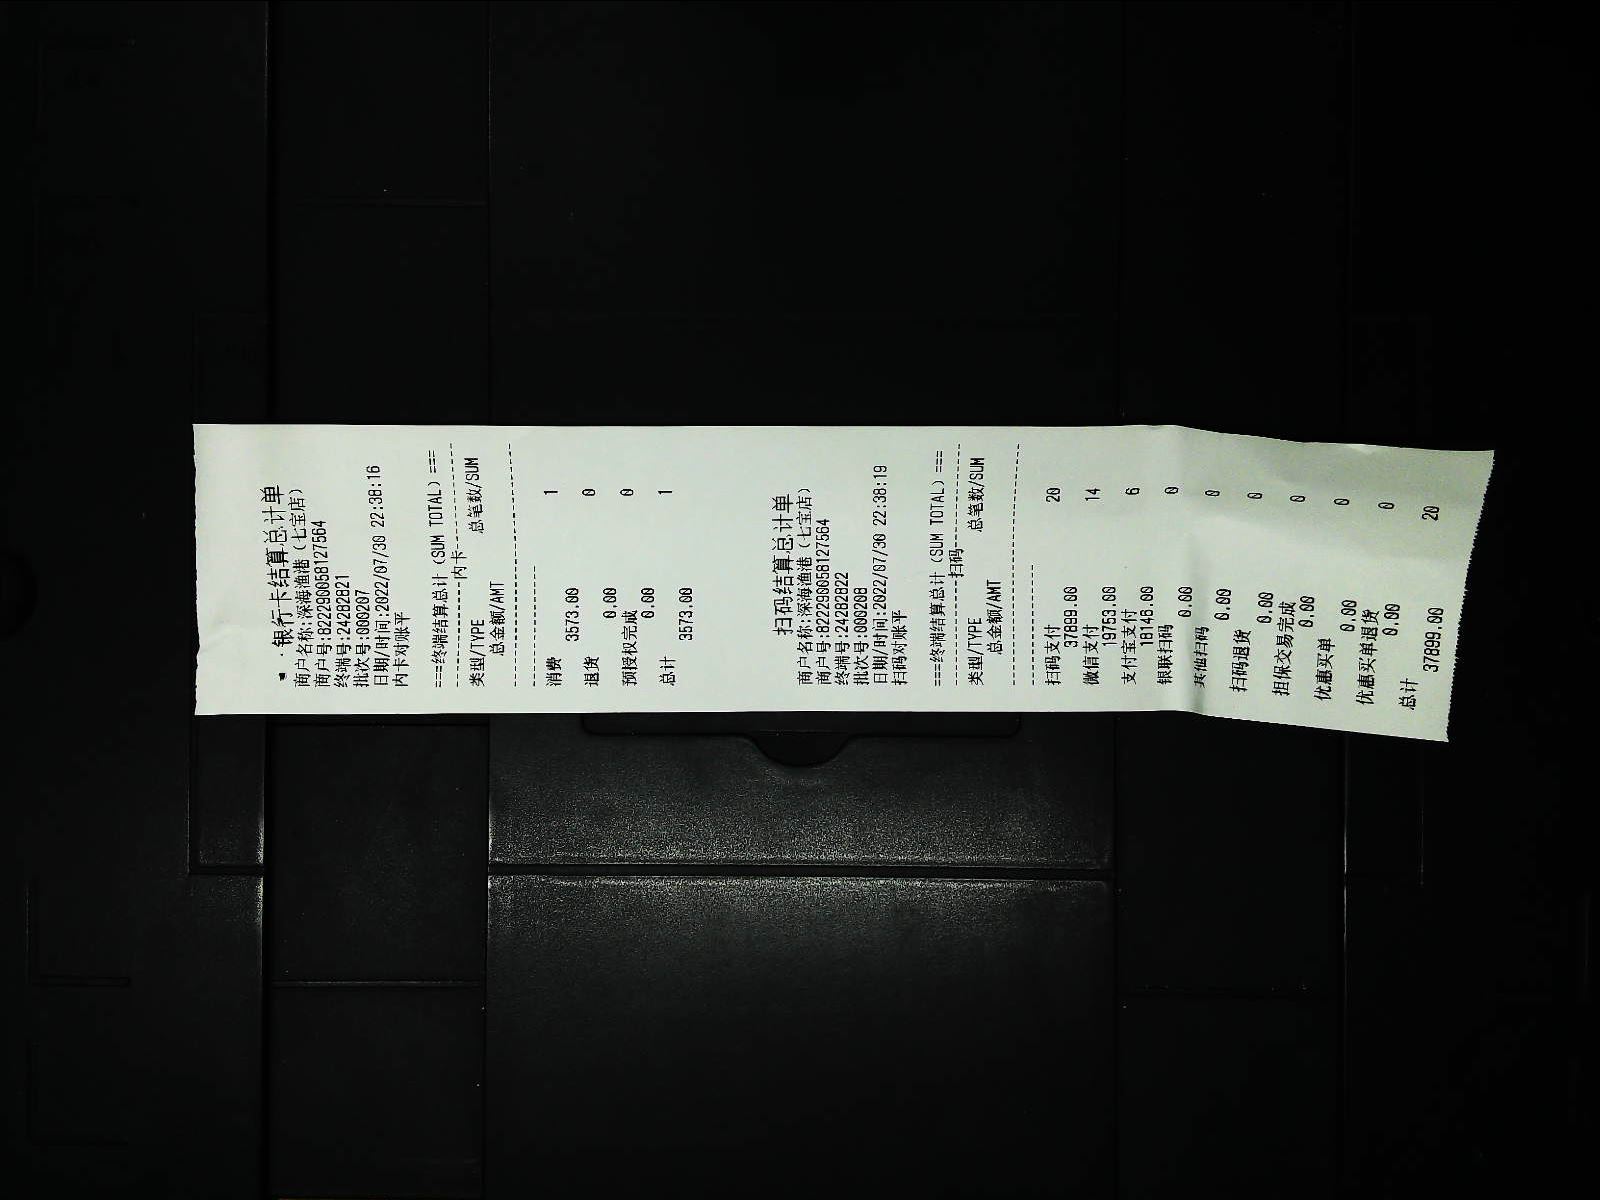 银行卡结算总计单
商户名称:深海渔港（七宝店）
商户号:822290058127564
终端号:24282821
批次号:000207
日期/时间:2022/07/30 22:38:16
内卡对账平
===终端结算总计（SUM TOTAL）===
----------------内卡----------------
类型/TYPE 总笔数/SUM
总金额/AMT
消费 1
3573.00
退货 0
0.00
预授权完成 0
0.00
总计 1
3573.00
扫码结算总计单
商户名称:深海渔港（七宝店）
商户号:822290058127564
终端号:24282822
批次号:000208
日期/时间:2022/07/30 22:38:19
扫码对账平
===终端结算总计（SUM TOTAL）===
----------------扫码----------------
类型/TYPE 总笔数/SUM
总金额/AMT
扫码支付 20
37899.00
微信支付 14
19753.00
支付宝支付 6
18146.00
银联扫码 0
0.00
其他扫码 0
0.00
扫码退货 0
0.00
担保交易完成 0
0.00
优惠买单 0
0.00
优惠买单退货 0
0.00
总计 20
37899.00